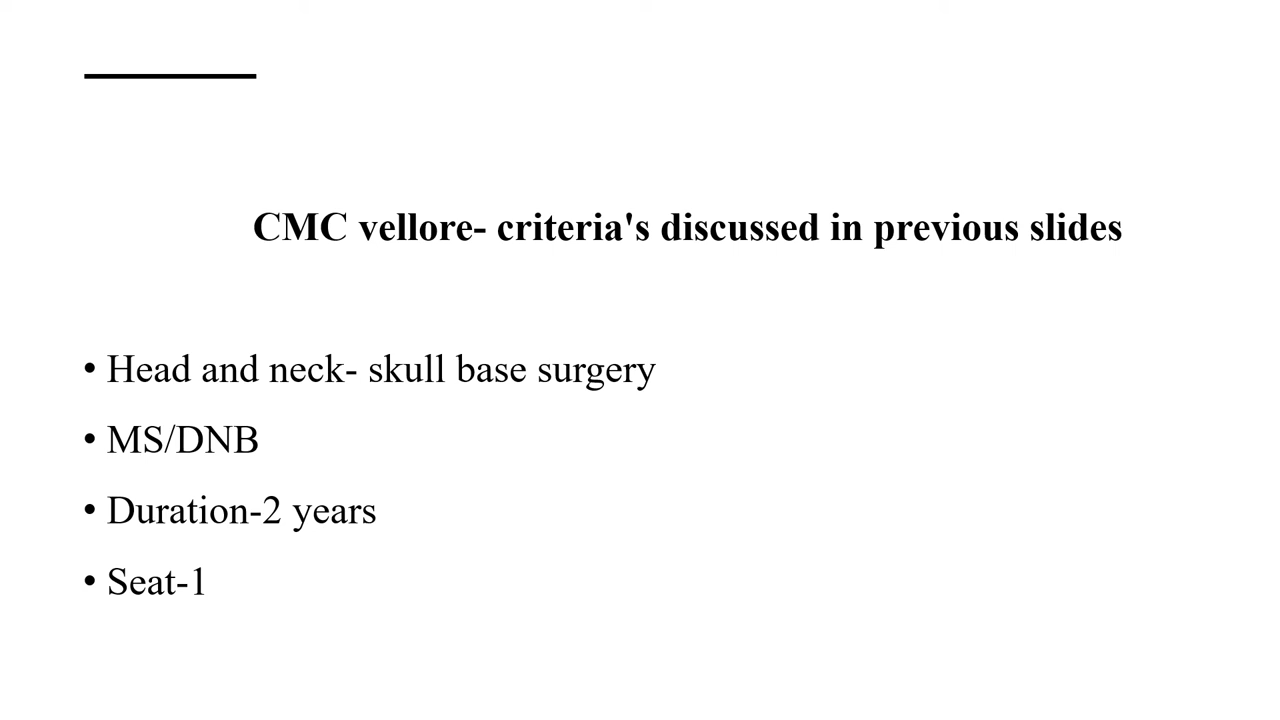 CMC vellore- criteria's discussed in previous slides
• Head and neck- skull base surgery
• MS/DNB
• Duration-2 years
• Seat-1